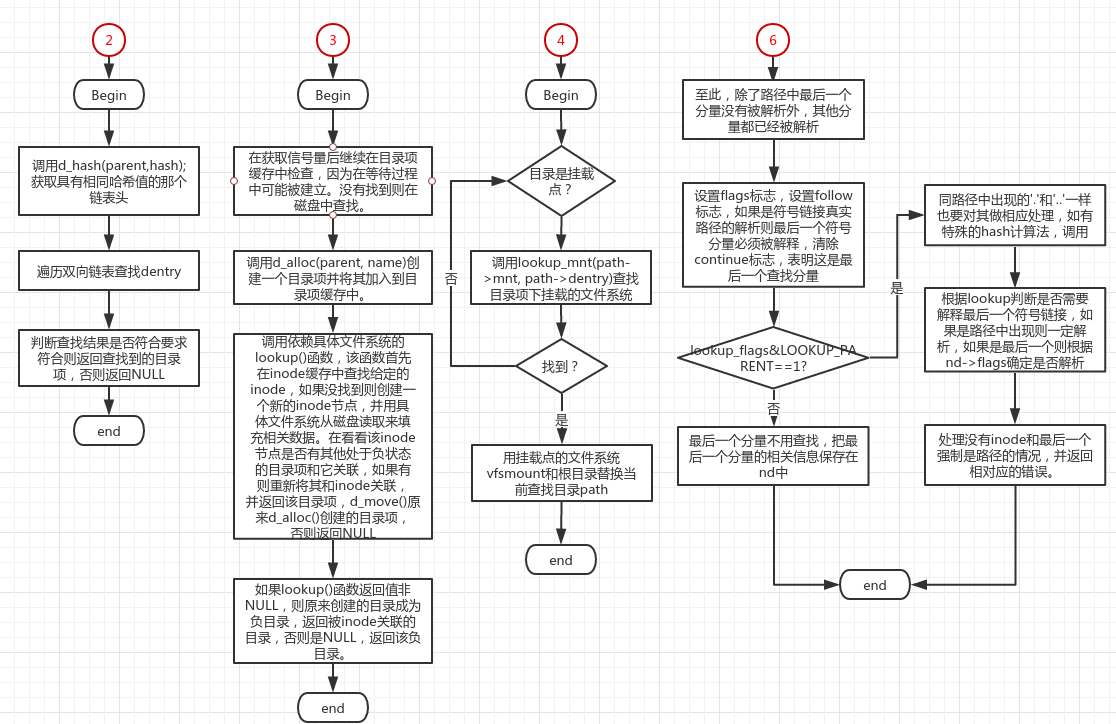 2
Begin
调用d_hash(parent,hash);
获取具有相同哈希值的那个
链表头
遍历双向链表查找dentry
判断查找结果是否符合要求
符合则返回查找到的目录
项，否则返回NULL
end
3
Begin
在获取信号量后继续在目录项
缓存中检查，因为在等待过程
中可能被建立。没有找到则在
磁盘中查找。
调用d_alloc(parent, name)创
建一个目录项并将其加入到目
录项缓存中。
调用依赖具体文件系统的
lookup()函数，该函数首先
在inode缓存中查找给定的
inode，如果没找到则创建一
个新的inode节点，并用具
体文件系统从磁盘读取来填
充相关数据。在看看该inode
节点是否有其他处于负状态
的目录项和它关联，如果有
则重新将其和inode关联，
并返回该目录项，d_move()原
来d_alloc()创建的目录项，
否则返回NULL
如果lookup()函数返回值非
NULL，则原来创建的目录成为
负目录，返回被inode关联的
目录，否则是NULL，返回该负
目录。
end
4
Begin
目录是挂载
点？
调用lookup_mnt(path-
>mnt, path->dentry)查找
目录项下挂载的文件系统
否
找到？
是
用挂载点的文件系统
vfsmount和根目录替换当
前查找目录path
end
6
至此，除了路径中最后一个
分量没有被解析外，其他分
量都已经被解析
设置flags标志，设置follow
标志，如果是符号链接真实
路径的解析则最后一个符号
分量必须被解释，清除
continue标志，表明这是最
后一个查找分量
lookup_flags&LOOKUP_PA
RENT==1?
否
最后一个分量不用查找，把最
后一个分量的相关信息保存在
nd中
是
同路径中出现的'.'和'..'一样
也要对其做相应处理，如有
特殊的hash计算法，调用
根据lookup判断是否需要
解释最后一个符号链接，如
果是路径中出现则一定解
析，如果是最后一个则根据
nd->flags确定是否解析
处理没有inode和最后一个
强制是路径的情况，并返回
相对应的错误。
end